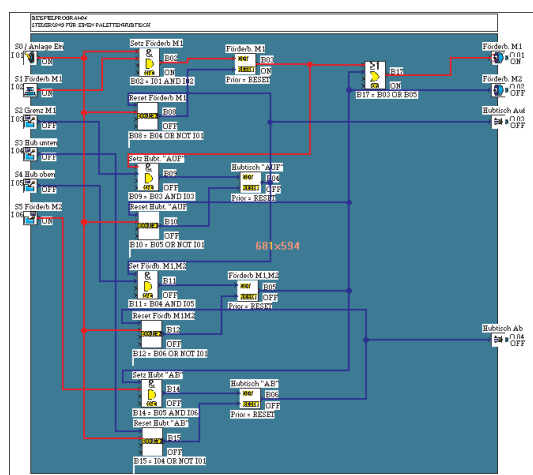 BEISPIELPROGRAMM
STEUERUNG FÜR EINEN PALETTENHUBTISCH
S0 / Anlage Ein
I01
ON
S1 Förderb M1
I02
ON
S2 Grenz M1
I03
OFF
S3 Hub unten
I04
OFF
S4 Hub oben
I05
OFF
S5 Förderb M2
I06
ON
Setz Förderb M1
B02
ON
B02 = I01 AND I02
Förderb. M1
B03
ON
Prior = RESET
Reset Förderb M1
B08
OFF
B08 = B04 OR NOT I01
Setz Hubt. "AUF
B09
OFF
B09 = B03 AND I03
Hubtisch "AUF"
B04
OFF
Prior = RESET
Reset Hubt. "AUF
B10
OFF
B10 = B05 OR NOT I01
681×594
Set Fördb. M1,M2
B11
OFF
B11 = B04 AND I05
Förderb M1,M2
B05
OFF
Prior = RESET
Reset Fördb M1M2
B12
OFF
B12 = B06 OR NOT I01
Setz Hubt "AB"
B14
OFF
B14 = B05 AND I06
Hubtisch "AB"
B06
OFF
Prior = RESET
Reset Hubt "AB"
B15
OFF
B15 = I04 OR NOT I01
B17
ON
B17 = B03 OR B05
Förderb. M1
O01
ON
Förderb. M2
O02
OFF
Hubtisch Auf
O03
OFF
Hubtisch Ab
O04
OFF